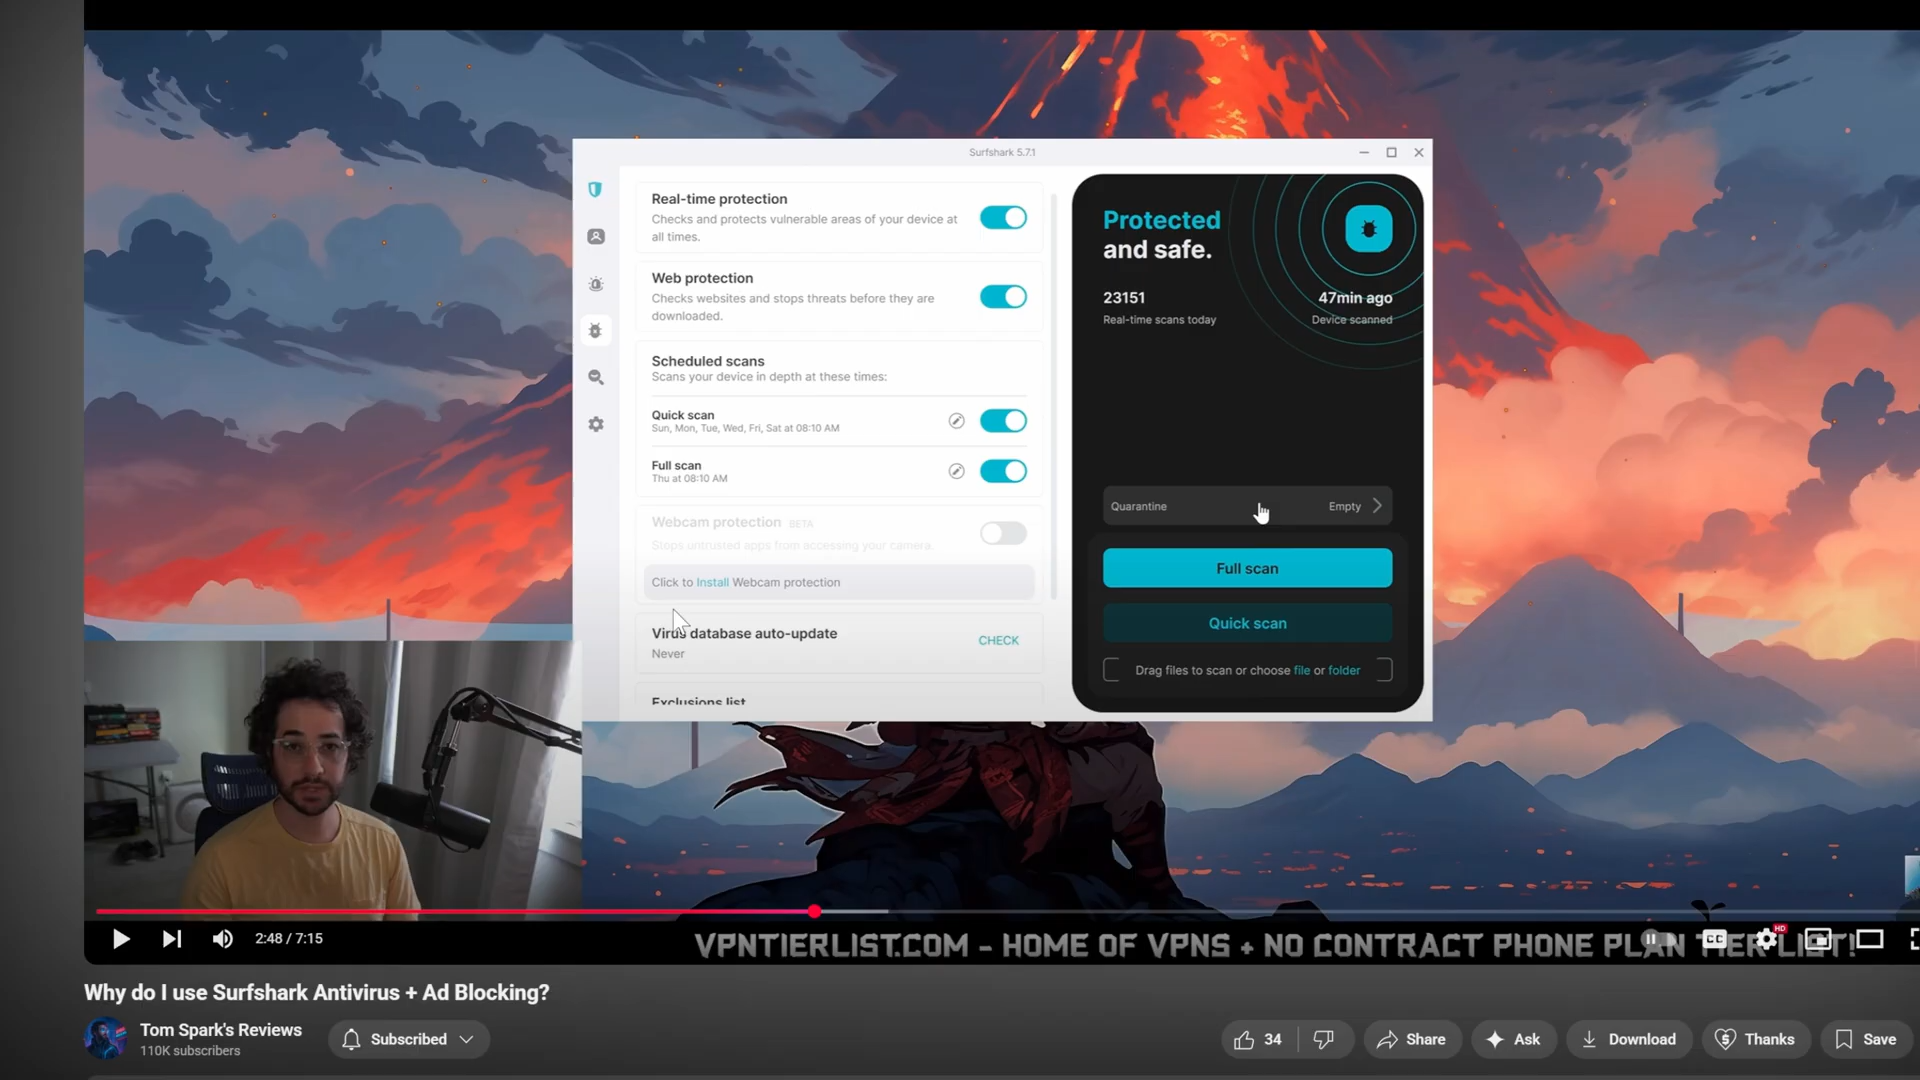 Surfshark 5.7.1
Real-time protection
Checks and protects vulnerable areas of your device at
all times.
Web protection
Checks websites and stops threats before they are
downloaded.
Scheduled scans
Scans your device in depth at these times:
Quick scan
Sun, Mon, Tue, Wed, Fri, Sat at 08:10 AM
Full scan
Thu at 08:10 AM
Webcam protection BETA
Stops untrusted apps from accessing your camera.
Click to Install Webcam protection
Virus database auto-update
Never
CHECK
Exclusions list
Protected
and safe.
23151
Real-time scans today
47min ago
Device scanned
Quarantine
Empty
Full scan
Quick scan
Drag files to scan or choose file or folder
2:48 / 7:15
VPNTIERLIST.COM - HOME OF VPNS + NO CONTRACT PHONE PLAN TIER LIST!
CC
HD
Why do I use Surfshark Antivirus + Ad Blocking?
Tom Spark's Reviews
110K subscribers
Subscribed
34
Share
Ask
Download
Thanks
Save